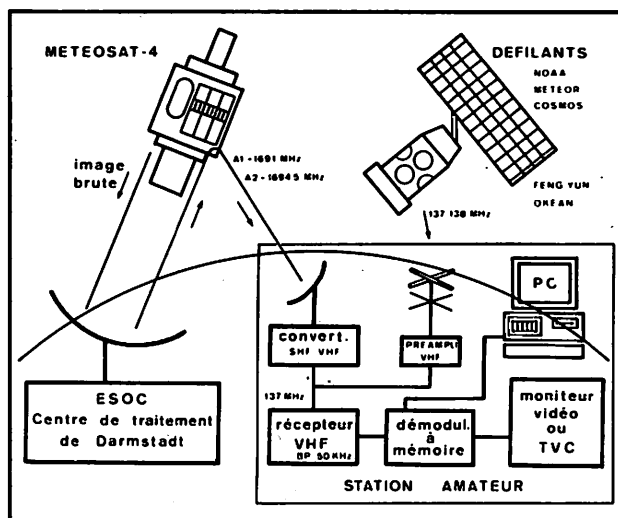 METEOSAT-4
DEFILANTS
NOAA
METEOR
COSMOS
FENG YUN
OKEAN
image
brute
A1-1691 MHz
A2-1694 5 MHz
137 138 MHz
ESOC
Centre de traitement
de Darmstadt
convert.
SHF VHF
PREAMPLI
VHF
PC
137 MHz
récepteur
VHF
BP 50 KHz
démodul.
à
mémoire
moniteur
vidéo
ou
TVC
STATION AMATEUR